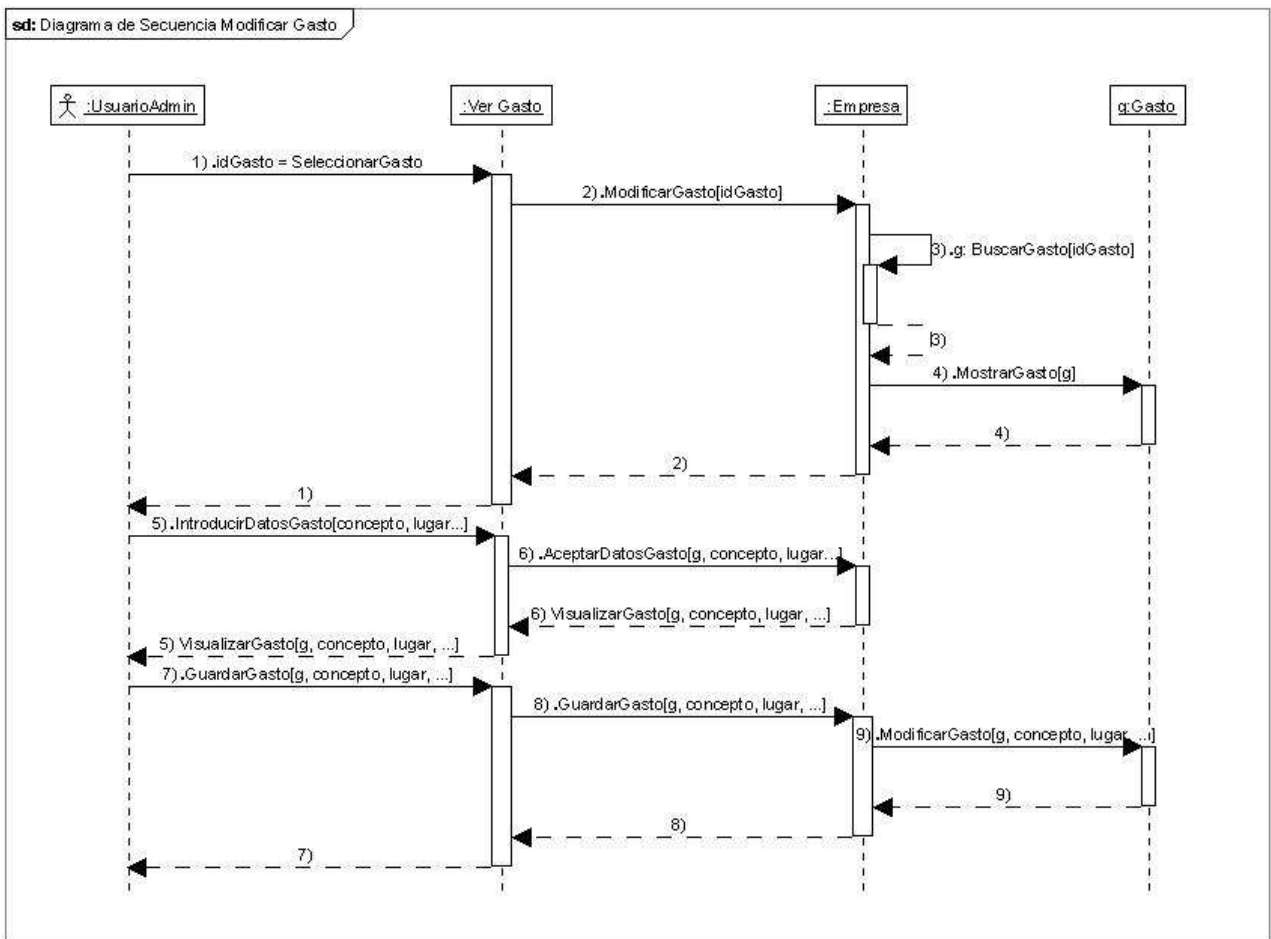 sd: Diagrama de Secuencia Modificar Gasto
:UsuarioAdmin
:Ver Gasto
:Empresa
g:Gasto
1).idGasto = SeleccionarGasto
2).ModificarGasto[idGasto]
3).g: BuscarGasto[idGasto]
3)
4).MostrarGasto[g]
4)
2)
1)
5).IntroducirDatosGasto[concepto, lugar...]
6).AceptarDatosGasto[g, concepto, lugar...]
6) VisualizarGasto[g, concepto, lugar, ...]
5) VisualizarGasto[g, concepto, lugar, ...]
7).GuardarGasto[g, concepto, lugar, ...]
8).GuardarGasto[g, concepto, lugar, ...]
9).ModificarGasto[g, concepto, lugar, ...]
9)
8)
7)